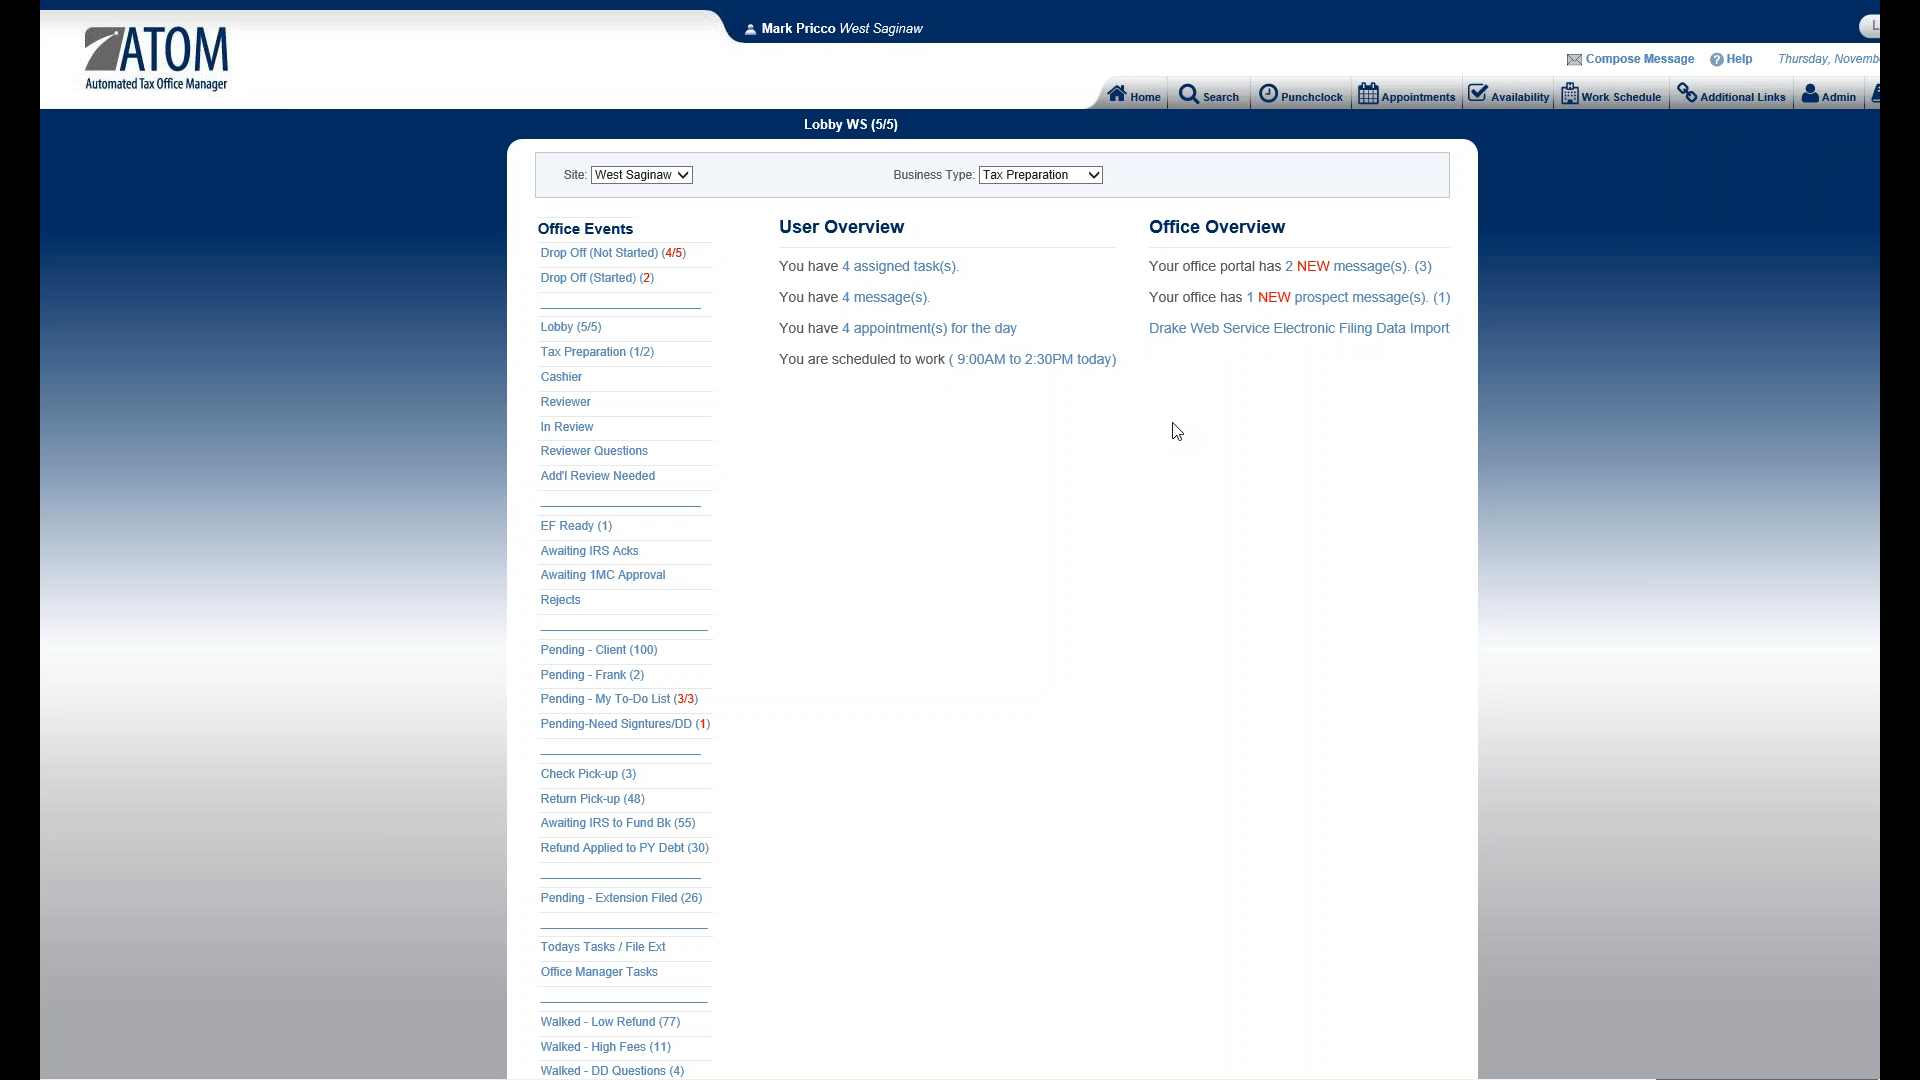 ATOM
Automated Tax Office Manager
Mark Pricco West Saginaw
L
Compose Message Help Thursday, Novemb
Home Search Punchclock Appointments Availability Work Schedule Additional Links Admin
Lobby WS (5/5)
Site: West Saginaw Business Type: Tax Preparation
Office Events
Drop Off (Not Started) (4/5)
Drop Off (Started) (2)
Lobby (5/5)
Tax Preparation (1/2)
Cashier
Reviewer
In Review
Reviewer Questions
Add'l Review Needed
EF Ready (1)
Awaiting IRS Acks
Awaiting 1MC Approval
Rejects
Pending - Client (100)
Pending - Frank (2)
Pending - My To-Do List (3/3)
Pending-Need Signtures/DD (1)
Check Pick-up (3)
Return Pick-up (48)
Awaiting IRS to Fund Bk (55)
Refund Applied to PY Debt (30)
Pending - Extension Filed (26)
Todays Tasks / File Ext
Office Manager Tasks
Walked - Low Refund (77)
Walked - High Fees (11)
Walked - DD Questions (4)
User Overview
You have 4 assigned task(s).
You have 4 message(s).
You have 4 appointment(s) for the day
You are scheduled to work ( 9:00AM to 2:30PM today)
Office Overview
Your office portal has 2 NEW message(s). (3)
Your office has 1 NEW prospect message(s). (1)
Drake Web Service Electronic Filing Data Import